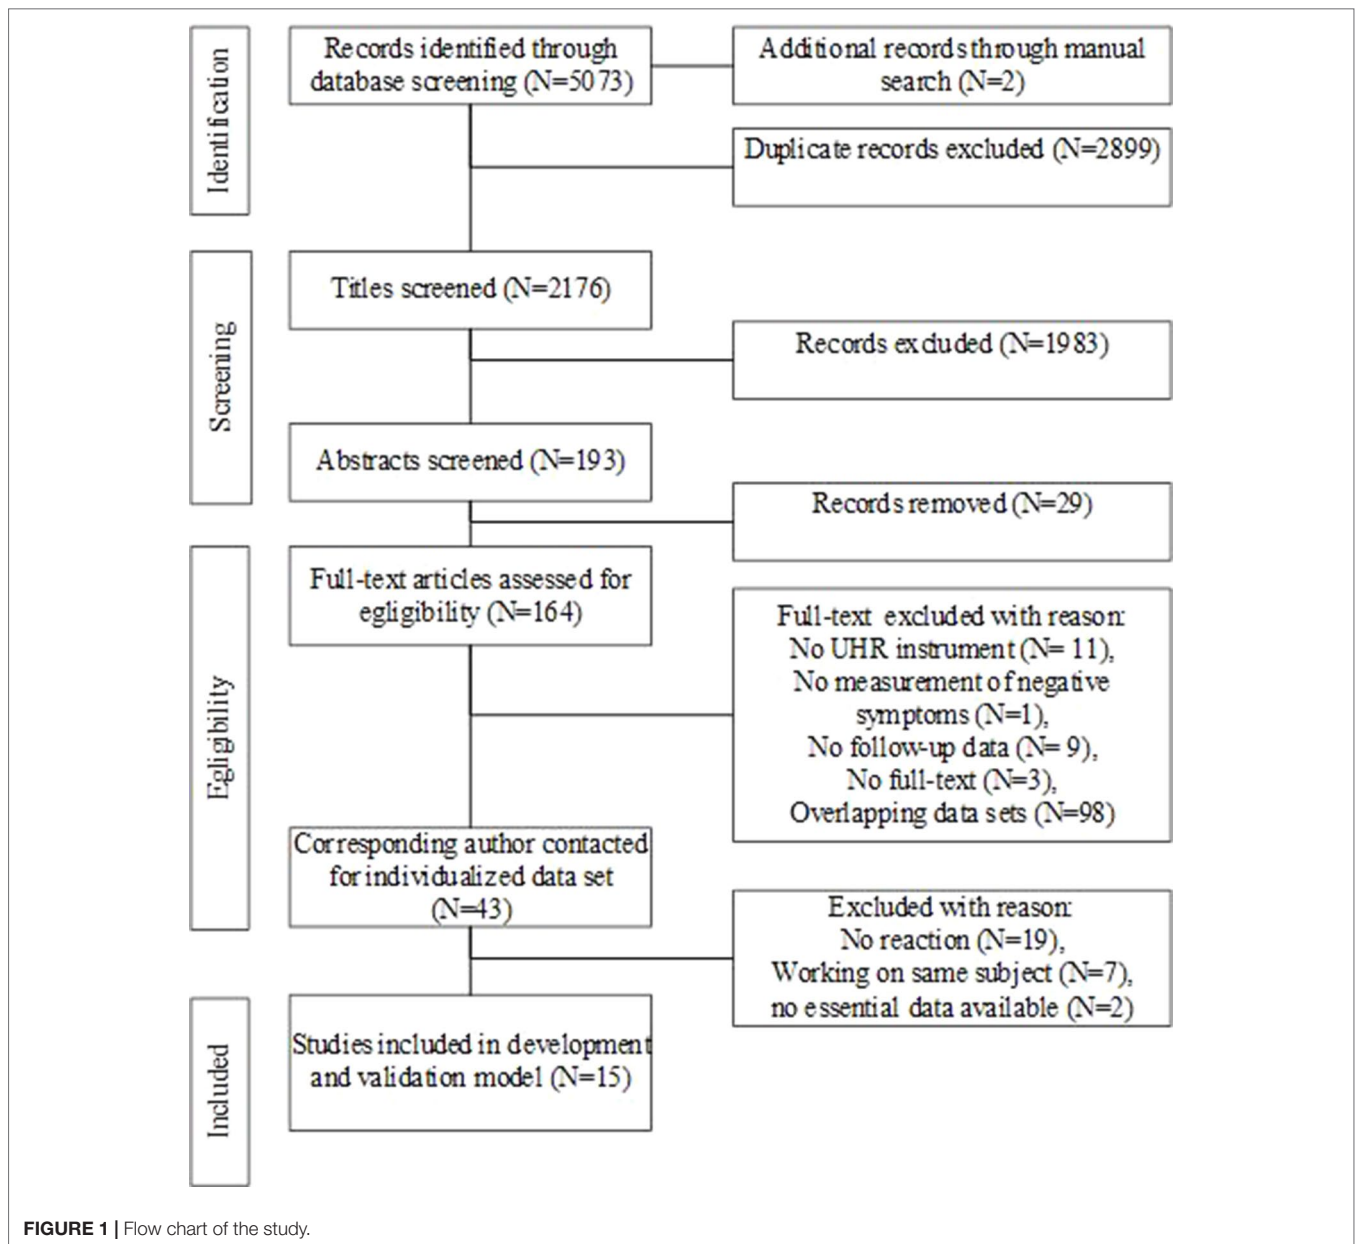 Identification
Records identified through
database screening (N=5073)
Additional records through manual
search (N=2)
Duplicate records excluded (N=2899)
Screening
Titles screened (N=2176)
Records excluded (N=1983)
Abstracts screened (N=193)
Records removed (N=29)
Egligibility
Full-text articles assessed for
egligibility (N=164)
Full-text excluded with reason:
No UHR instrument (N= 11),
No measurement of negative
symptoms (N=1),
No follow-up data (N= 9),
No full-text (N=3),
Overlapping data sets (N=98)
Corresponding author contacted
for individualized data set
(N=43)
Excluded with reason:
No reaction (N=19),
Working on same subject (N=7),
no essential data available (N=2)
Included
Studies included in development
and validation model (N=15)
FIGURE 1 | Flow chart of the study.